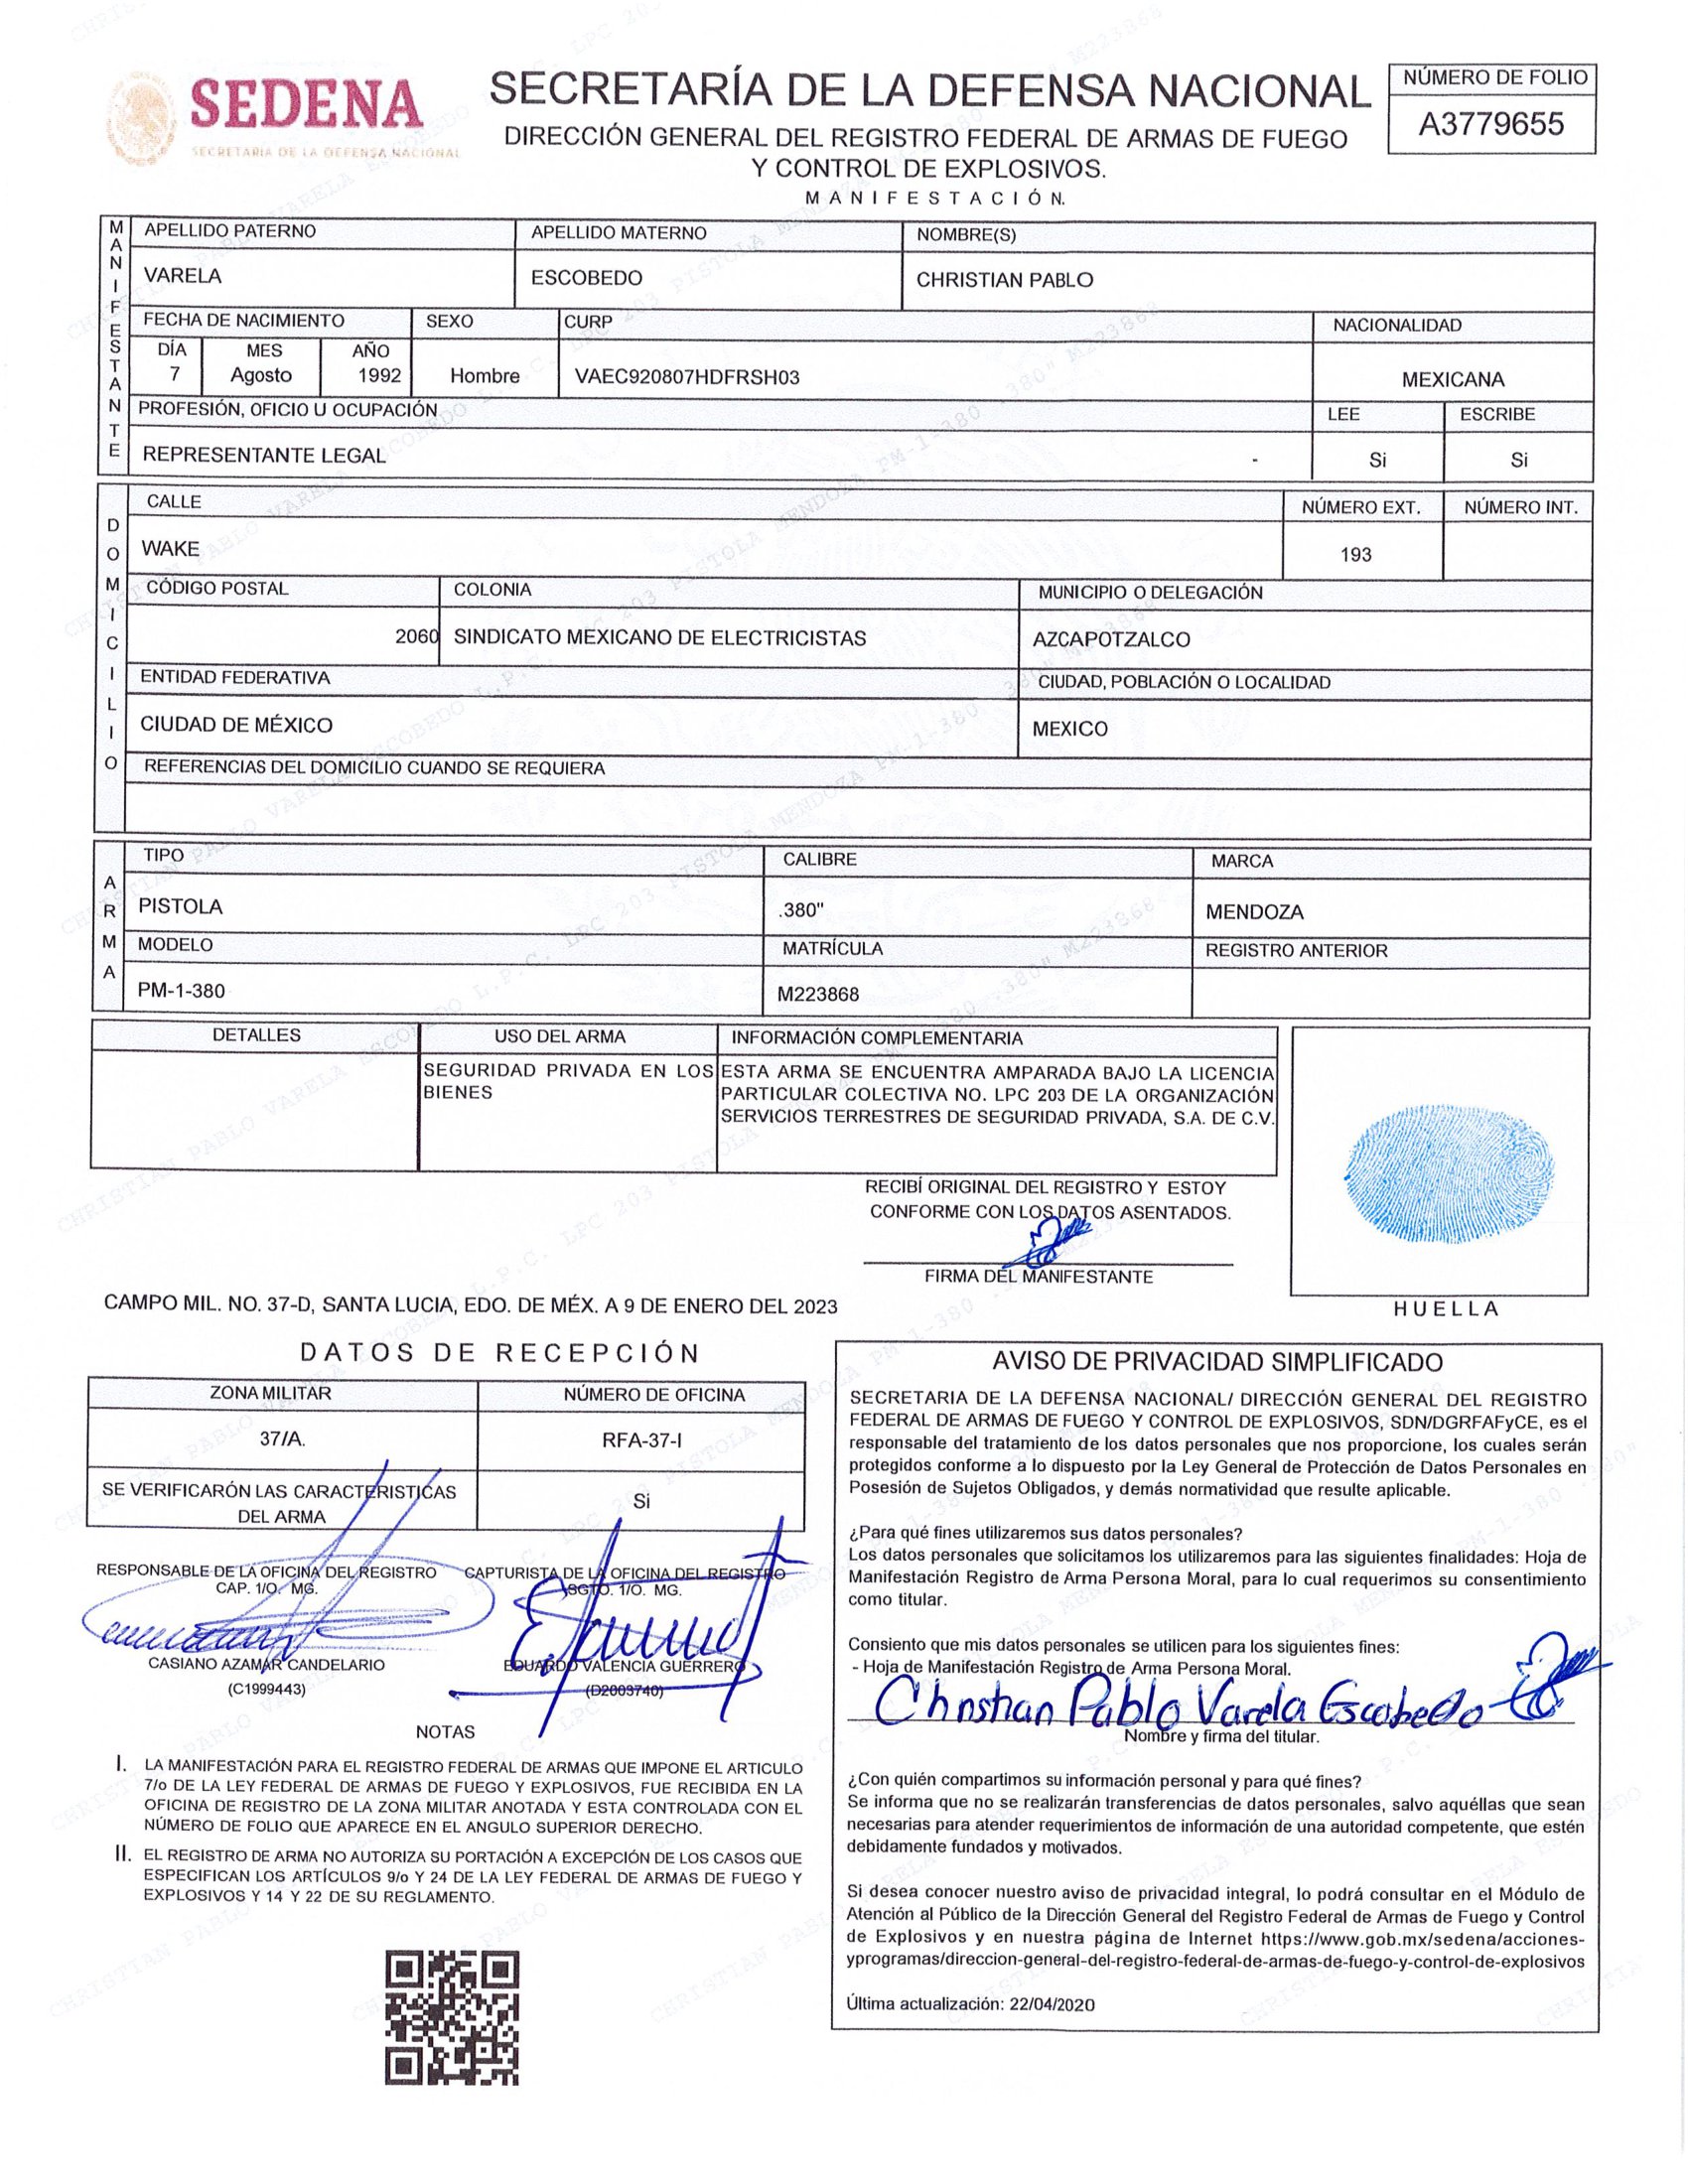 SEDENA
SECRETARÍA DE LA DEFENSA NACIONAL
SECRETARÍA DE LA DEFENSA NACIONAL
DIRECCIÓN GENERAL DEL REGISTRO FEDERAL DE ARMAS DE FUEGO
Y CONTROL DE EXPLOSIVOS.
MANIFESTACIÓN.
NÚMERO DE FOLIO
A3779655
MANIFESTANTE
APELLIDO PATERNO APELLIDO MATERNO NOMBRE(S)
VARELA ESCOBEDO CHRISTIAN PABLO
FECHA DE NACIMIENTO SEXO CURP NACIONALIDAD
DÍA MES AÑO
7 Agosto 1992 Hombre VAEC920807HDFRSH03 MEXICANA
PROFESIÓN, OFICIO U OCUPACIÓN LEE ESCRIBE
REPRESENTANTE LEGAL - Si Si
DOMICILIO
CALLE NÚMERO EXT. NÚMERO INT.
WAKE 193
CÓDIGO POSTAL COLONIA MUNICIPIO O DELEGACIÓN
2060 SINDICATO MEXICANO DE ELECTRICISTAS AZCAPOTZALCO
ENTIDAD FEDERATIVA CIUDAD, POBLACIÓN O LOCALIDAD
CIUDAD DE MÉXICO MEXICO
REFERENCIAS DEL DOMICILIO CUANDO SE REQUIERA
ARMA
TIPO CALIBRE MARCA
PISTOLA .380" MENDOZA
MODELO MATRÍCULA REGISTRO ANTERIOR
PM-1-380 M223868
DETALLES USO DEL ARMA INFORMACIÓN COMPLEMENTARIA
SEGURIDAD PRIVADA EN LOS
BIENES
ESTA ARMA SE ENCUENTRA AMPARADA BAJO LA LICENCIA
PARTICULAR COLECTIVA NO. LPC 203 DE LA ORGANIZACIÓN
SERVICIOS TERRESTRES DE SEGURIDAD PRIVADA, S.A. DE C.V.
RECIBÍ ORIGINAL DEL REGISTRO Y ESTOY
CONFORME CON LOS DATOS ASENTADOS.
FIRMA DEL MANIFESTANTE
HUELLA
CAMPO MIL. NO. 37-D, SANTA LUCIA, EDO. DE MÉX. A 9 DE ENERO DEL 2023
DATOS DE RECEPCIÓN
ZONA MILITAR NÚMERO DE OFICINA
37/A. RFA-37-I
SE VERIFICARÓN LAS CARACTERISTICAS
DEL ARMA
Si
RESPONSABLE DE LA OFICINA DEL REGISTRO
CAP. 1/O. MG.
CASIANO AZAMAR CANDELARIO
(C1999443)
CAPTURISTA DE LA OFICINA DEL REGISTRO
SGTO. 1/O. MG.
EDUARDO VALENCIA GUERRERO
(D2003740)
NOTAS
I. LA MANIFESTACIÓN PARA EL REGISTRO FEDERAL DE ARMAS QUE IMPONE EL ARTICULO
7/o DE LA LEY FEDERAL DE ARMAS DE FUEGO Y EXPLOSIVOS, FUE RECIBIDA EN LA
OFICINA DE REGISTRO DE LA ZONA MILITAR ANOTADA Y ESTA CONTROLADA CON EL
NÚMERO DE FOLIO QUE APARECE EN EL ANGULO SUPERIOR DERECHO.
II. EL REGISTRO DE ARMA NO AUTORIZA SU PORTACIÓN A EXCEPCIÓN DE LOS CASOS QUE
ESPECIFICAN LOS ARTÍCULOS 9/o Y 24 DE LA LEY FEDERAL DE ARMAS DE FUEGO Y
EXPLOSIVOS Y 14 Y 22 DE SU REGLAMENTO.
AVISO DE PRIVACIDAD SIMPLIFICADO
SECRETARIA DE LA DEFENSA NACIONAL/ DIRECCIÓN GENERAL DEL REGISTRO
FEDERAL DE ARMAS DE FUEGO Y CONTROL DE EXPLOSIVOS, SDN/DGRFAFyCE, es el
responsable del tratamiento de los datos personales que nos proporcione, los cuales serán
protegidos conforme a lo dispuesto por la Ley General de Protección de Datos Personales en
Posesión de Sujetos Obligados, y demás normatividad que resulte aplicable.
¿Para qué fines utilizaremos sus datos personales?
Los datos personales que solicitamos los utilizaremos para las siguientes finalidades: Hoja de
Manifestación Registro de Arma Persona Moral, para lo cual requerimos su consentimiento
como titular.
Consiento que mis datos personales se utilicen para los siguientes fines:
- Hoja de Manifestación Registro de Arma Persona Moral.
Christian Pablo Varela Escobedo
Nombre y firma del titular.
¿Con quién compartimos su información personal y para qué fines?
Se informa que no se realizarán transferencias de datos personales, salvo aquéllas que sean
necesarias para atender requerimientos de información de una autoridad competente, que estén
debidamente fundados y motivados.
Si desea conocer nuestro aviso de privacidad integral, lo podrá consultar en el Módulo de
Atención al Público de la Dirección General del Registro Federal de Armas de Fuego y Control
de Explosivos y en nuestra página de Internet https://www.gob.mx/sedena/acciones-
yprogramas/direccion-general-del-registro-federal-de-armas-de-fuego-y-control-de-explosivos
Última actualización: 22/04/2020